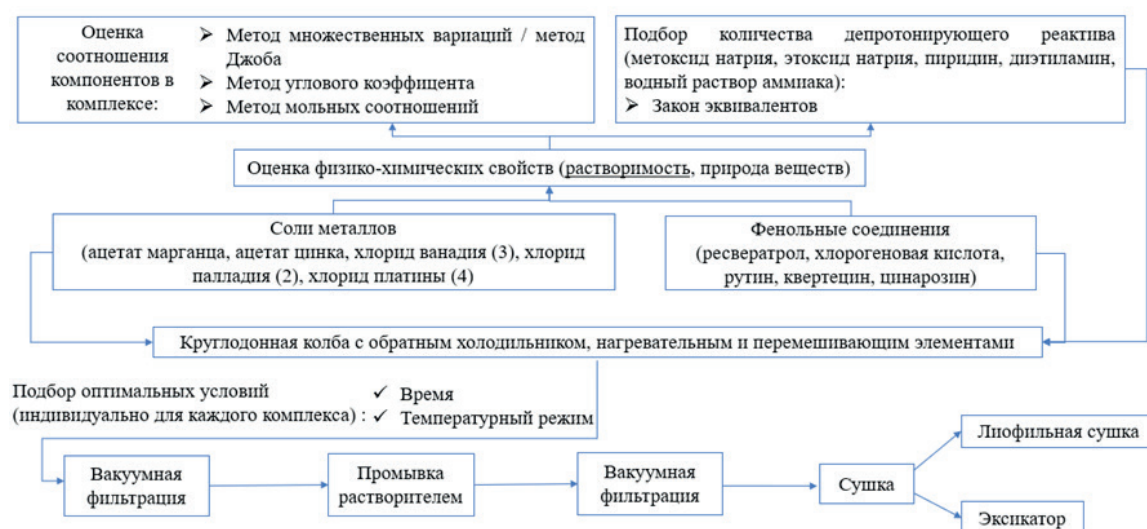 Оценка
соотношения
компонентов в
комплексе:
➢ Метод множественных вариаций / метод
Джоба
➢ Метод углового коэффицента
➢ Метод мольных соотношений
Подбор количества депротонирующего реактива
(метоксид натрия, этоксид натрия, пиридин, диэтиламин,
водный раствор аммиака):
➢ Закон эквивалентов
Оценка физико-химических свойств (растворимость, природа веществ)
Соли металлов
(ацетат марганца, ацетат цинка, хлорид ванадия (3), хлорид
палладия (2), хлорид платины (4)
Фенольные соединения
(ресвератрол, хлорогеновая кислота,
рутин, квертецин, цинарозин)
Круглодонная колба с обратным холодильником, нагревательным и перемешивающим элементами
Подбор оптимальных условий
(индивидуально для каждого комплекса) :
✓ Время
✓ Температурный режим
Вакуумная
фильтрация
Промывка
растворителем
Вакуумная
фильтрация
Сушка
Лиофильная сушка
Эксикатор